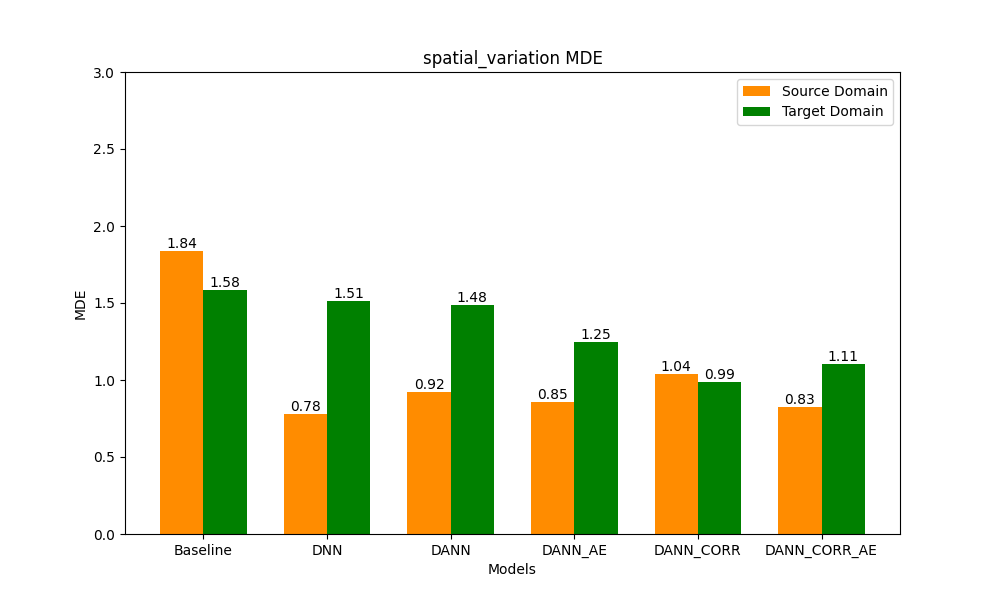 spatial_variation MDE
3.0
2.5
2.0
1.5
1.0
0.5
0.0
MDE
Source Domain
Target Domain
1.84
1.58
0.78
1.51
0.92
1.48
0.85
1.25
1.04
0.99
0.83
1.11
Baseline
DNN
DANN
DANN_AE
DANN_CORR
DANN_CORR_AE
Models